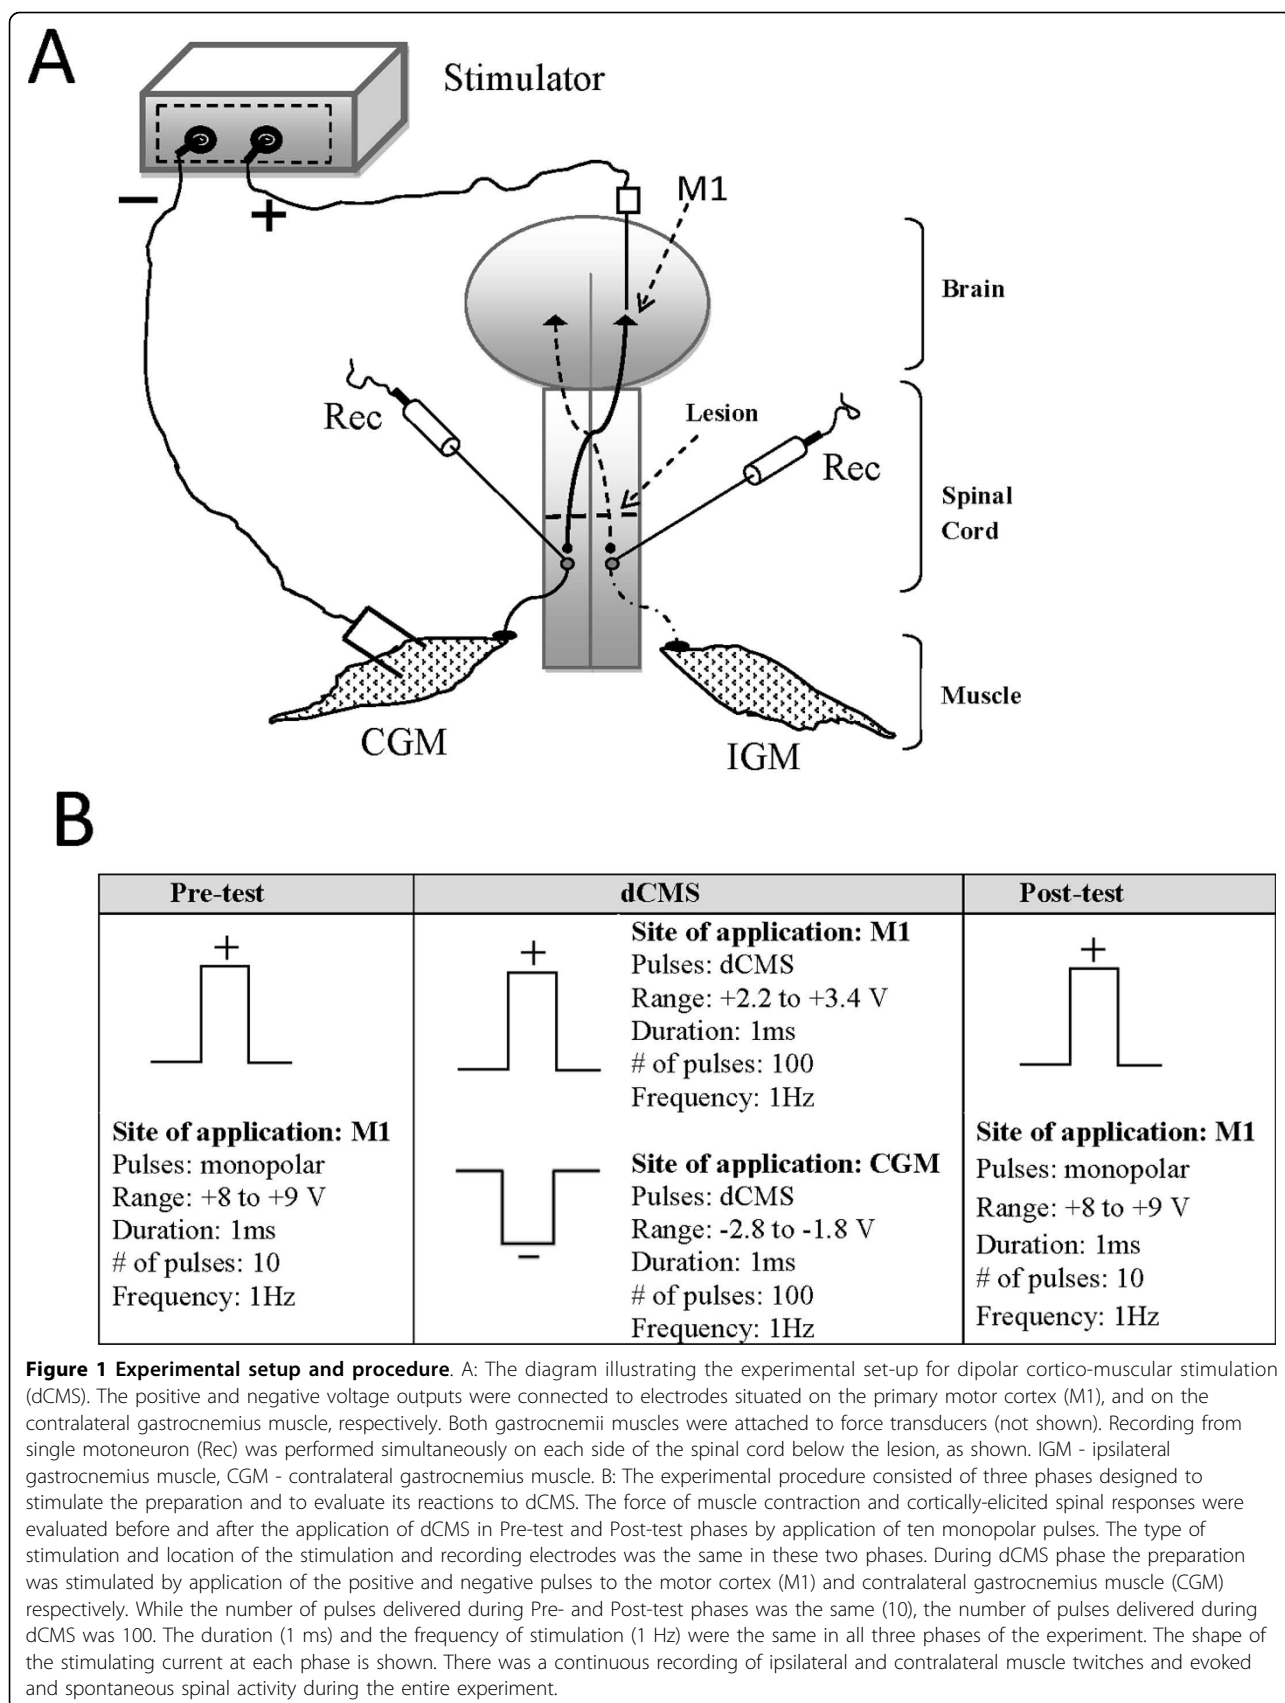 A
Stimulator
− +
M1
Brain
Rec
Lesion
Rec
Spinal
Cord
Muscle
CGM
IGM
B
Pre-test
dCMS
Post-test
+
Site of application: M1
Pulses: monopolar
Range: +8 to +9 V
Duration: 1ms
# of pulses: 10
Frequency: 1Hz
+
Site of application: M1
Pulses: dCMS
Range: +2.2 to +3.4 V
Duration: 1ms
# of pulses: 100
Frequency: 1Hz
−
Site of application: CGM
Pulses: dCMS
Range: -2.8 to -1.8 V
Duration: 1ms
# of pulses: 100
Frequency: 1Hz
+
Site of application: M1
Pulses: monopolar
Range: +8 to +9 V
Duration: 1ms
# of pulses: 10
Frequency: 1Hz
Figure 1 Experimental setup and procedure. A: The diagram illustrating the experimental set-up for dipolar cortico-muscular stimulation
(dCMS). The positive and negative voltage outputs were connected to electrodes situated on the primary motor cortex (M1), and on the
contralateral gastrocnemius muscle, respectively. Both gastrocnemii muscles were attached to force transducers (not shown). Recording from
single motoneuron (Rec) was performed simultaneously on each side of the spinal cord below the lesion, as shown. IGM - ipsilateral
gastrocnemius muscle, CGM - contralateral gastrocnemius muscle. B: The experimental procedure consisted of three phases designed to
stimulate the preparation and to evaluate its reactions to dCMS. The force of muscle contraction and cortically-elicited spinal responses were
evaluated before and after the application of dCMS in Pre-test and Post-test phases by application of ten monopolar pulses. The type of
stimulation and location of the stimulation and recording electrodes was the same in these two phases. During dCMS phase the preparation
was stimulated by application of the positive and negative pulses to the motor cortex (M1) and contralateral gastrocnemius muscle (CGM)
respectively. While the number of pulses delivered during Pre- and Post-test phases was the same (10), the number of pulses delivered during
dCMS was 100. The duration (1 ms) and the frequency of stimulation (1 Hz) were the same in all three phases of the experiment. The shape of
the stimulating current at each phase is shown. There was a continuous recording of ipsilateral and contralateral muscle twitches and evoked
and spontaneous spinal activity during the entire experiment.